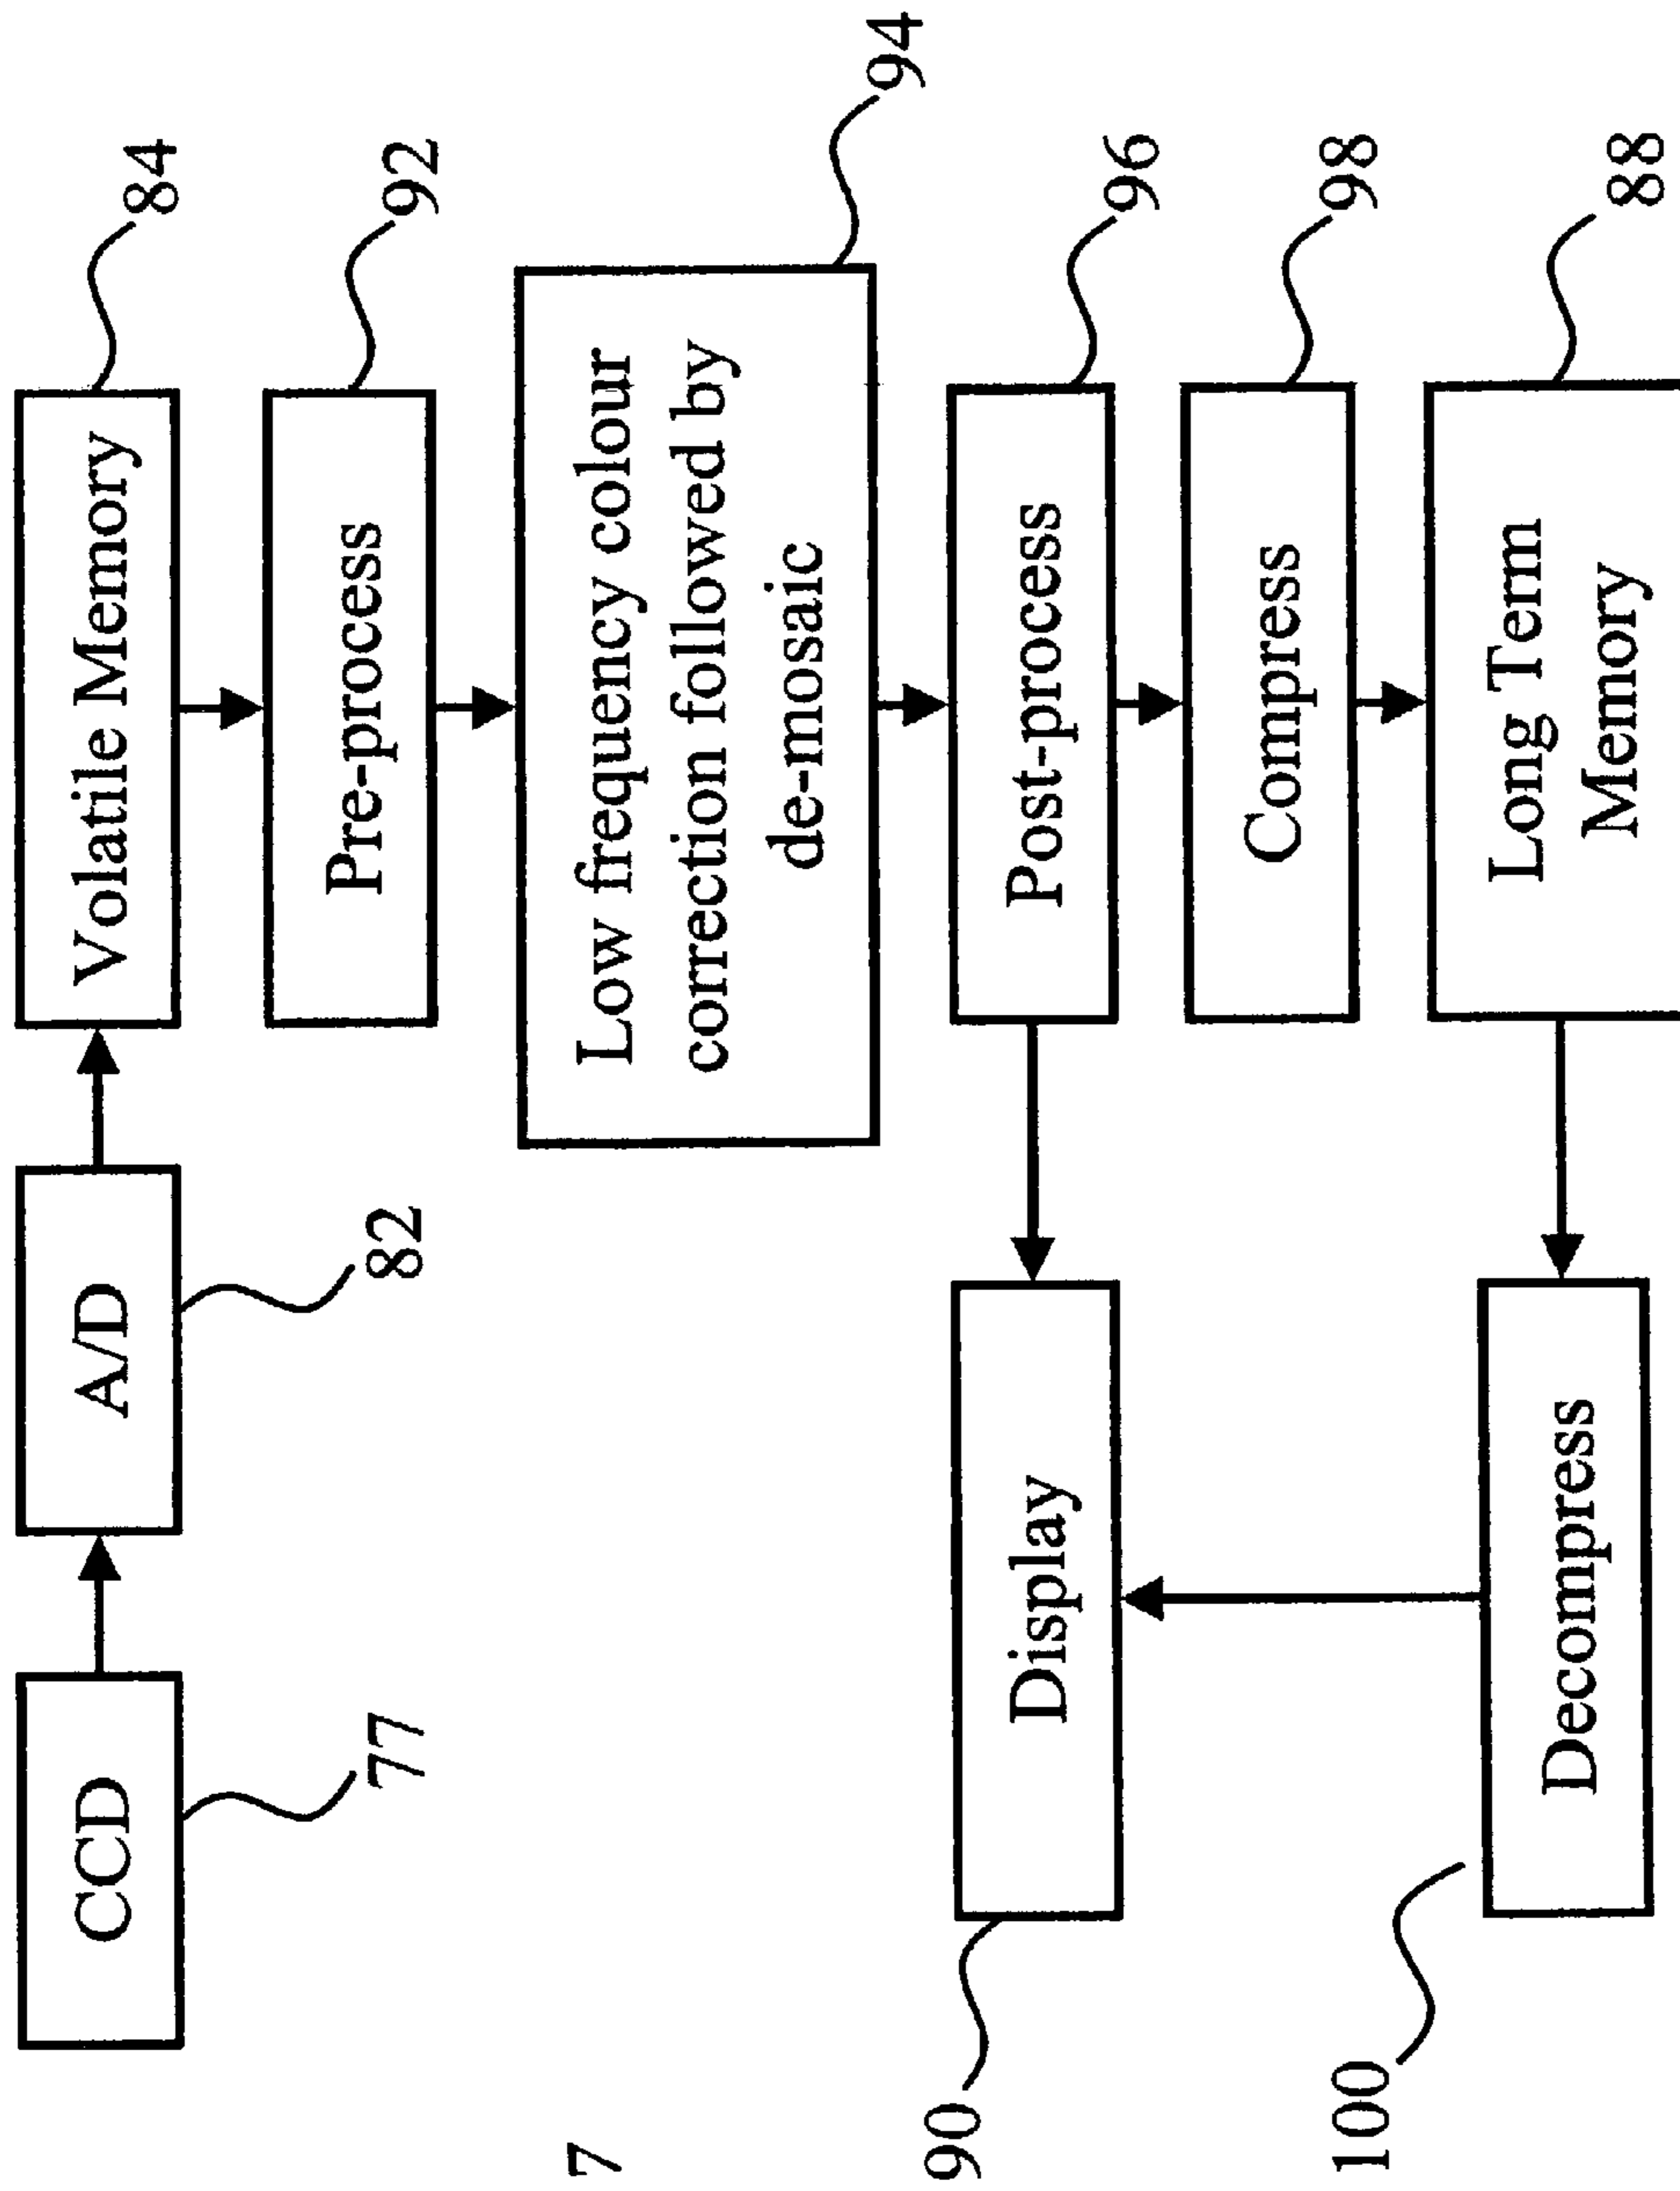 CCD
A/D
Volatile Memory
84
77
82
Pre-process
92
7
Low frequency colour
correction followed by
de-mosaic
94
90
Display
Post-process
96
Compress
98
100
Decompress
Long Term
Memory
88